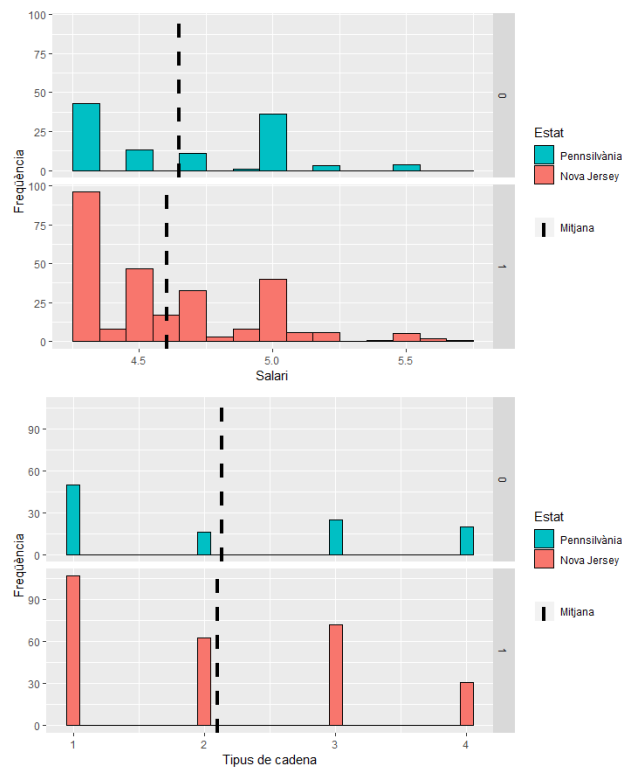 100
75
50
25
0
0
100
75
50
25
0
1
Freqüència
4.5 5.0 5.5
Salari
Estat
Pennsilvània
Nova Jersey
Mitjana
90
60
30
0
0
90
60
30
0
1
Freqüència
1 2 3 4
Tipus de cadena
Estat
Pennsilvània
Nova Jersey
Mitjana